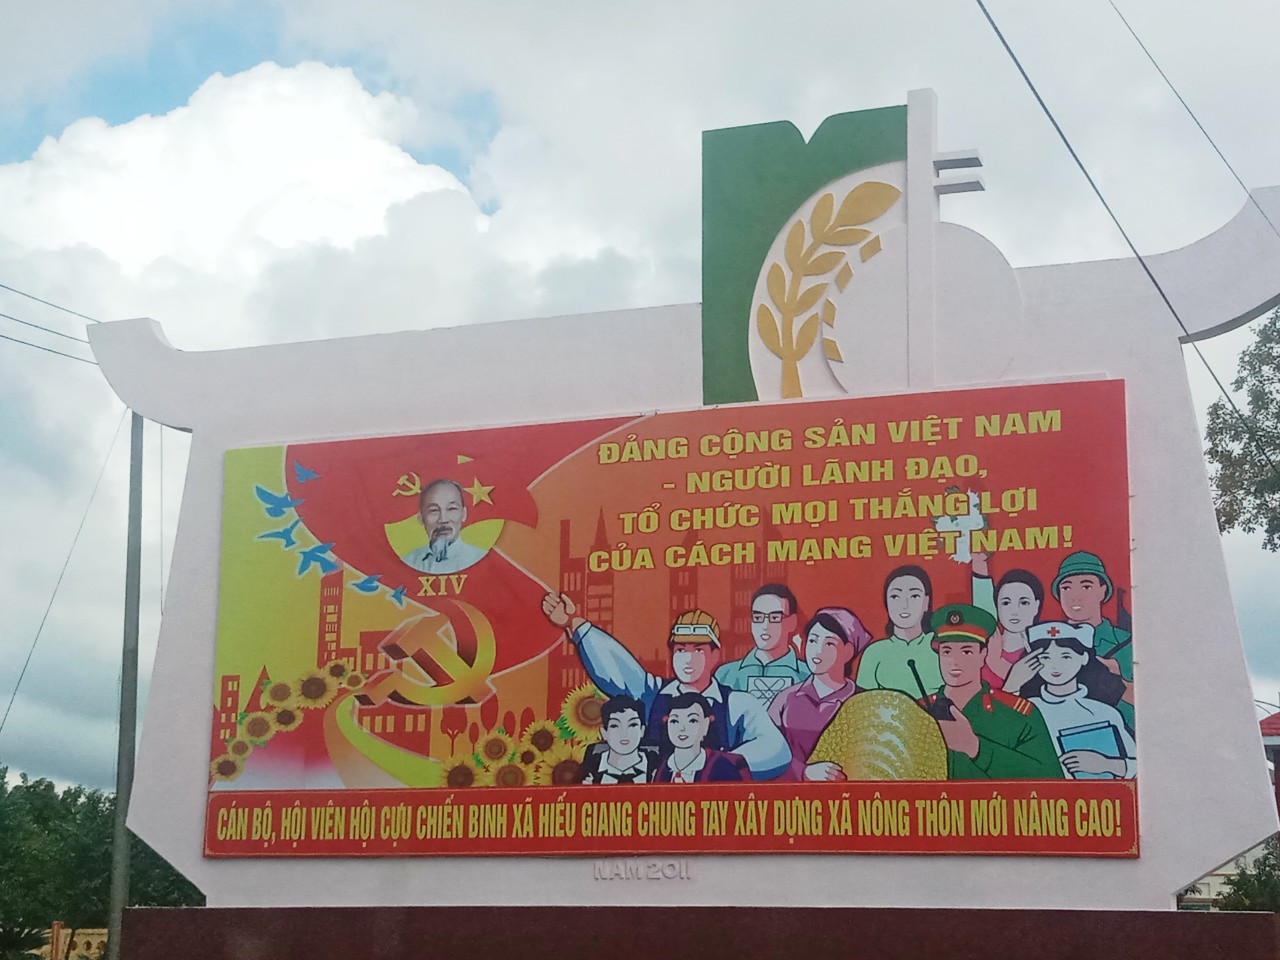 ĐẢNG CỘNG SẢN VIỆT NAM
- NGƯỜI LÃNH ĐẠO,
TỔ CHỨC MỌI THẮNG LỢI
CỦA CÁCH MẠNG VIỆT NAM!
XIV
CÁN BỘ, HỘI VIÊN HỘI CỰU CHIẾN BINH XÃ HIẾU GIANG CHUNG TAY XÂY DỰNG XÃ NÔNG THÔN MỚI NÂNG CAO!
NĂM 2011